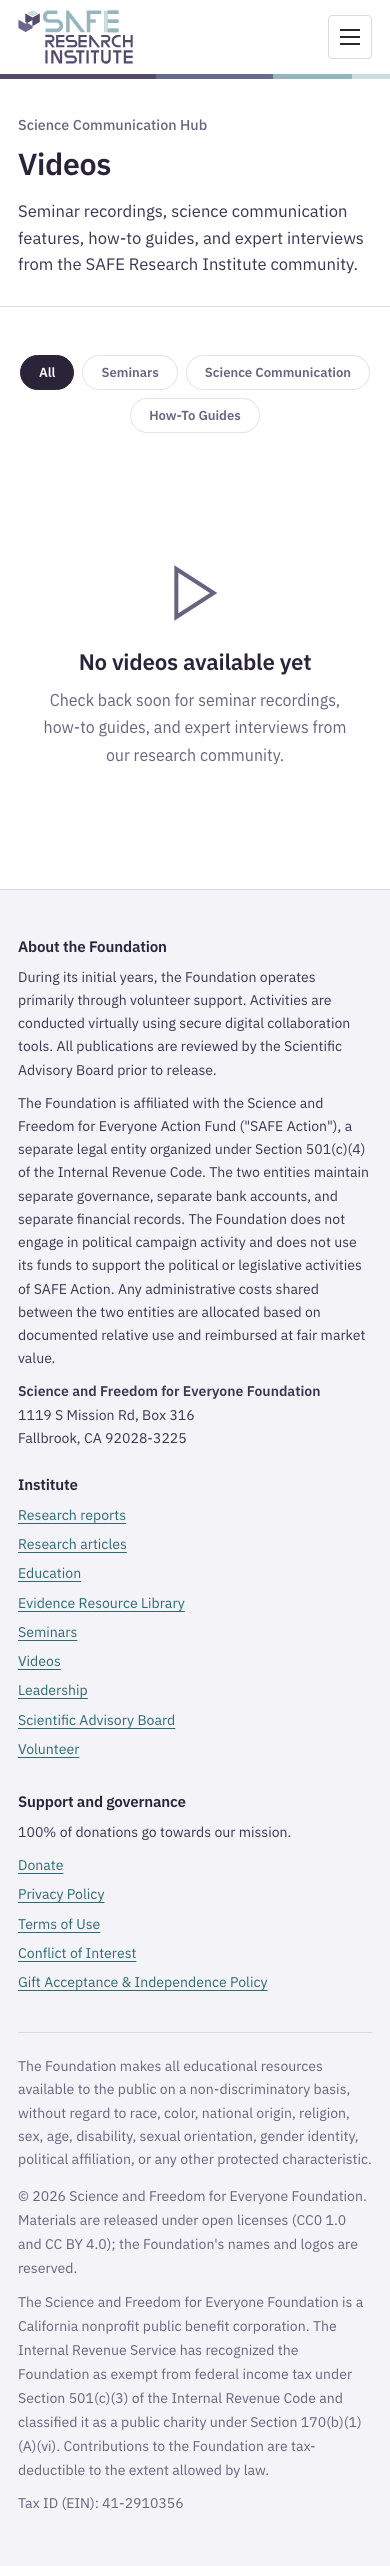 SAFE
RESEARCH
INSTITUTE
Science Communication Hub
Videos
Seminar recordings, science communication
features, how-to guides, and expert interviews
from the SAFE Research Institute community.
All
Seminars
Science Communication
How-To Guides
No videos available yet
Check back soon for seminar recordings,
how-to guides, and expert interviews from
our research community.
About the Foundation
During its initial years, the Foundation operates
primarily through volunteer support. Activities are
conducted virtually using secure digital collaboration
tools. All publications are reviewed by the Scientific
Advisory Board prior to release.
The Foundation is affiliated with the Science and
Freedom for Everyone Action Fund ("SAFE Action"), a
separate legal entity organized under Section 501(c)(4)
of the Internal Revenue Code. The two entities maintain
separate governance, separate bank accounts, and
separate financial records. The Foundation does not
engage in political campaign activity and does not use
its funds to support the political or legislative activities
of SAFE Action. Any administrative costs shared
between the two entities are allocated based on
documented relative use and reimbursed at fair market
value.
Science and Freedom for Everyone Foundation
1119 S Mission Rd, Box 316
Fallbrook, CA 92028-3225
Institute
Research reports
Research articles
Education
Evidence Resource Library
Seminars
Videos
Leadership
Scientific Advisory Board
Volunteer
Support and governance
100% of donations go towards our mission.
Donate
Privacy Policy
Terms of Use
Conflict of Interest
Gift Acceptance & Independence Policy
The Foundation makes all educational resources
available to the public on a non-discriminatory basis,
without regard to race, color, national origin, religion,
sex, age, disability, sexual orientation, gender identity,
political affiliation, or any other protected characteristic.
© 2026 Science and Freedom for Everyone Foundation.
Materials are released under open licenses (CC0 1.0
and CC BY 4.0); the Foundation's names and logos are
reserved.
The Science and Freedom for Everyone Foundation is a
California nonprofit public benefit corporation. The
Internal Revenue Service has recognized the
Foundation as exempt from federal income tax under
Section 501(c)(3) of the Internal Revenue Code and
classified it as a public charity under Section 170(b)(1)
(A)(vi). Contributions to the Foundation are tax-
deductible to the extent allowed by law.
Tax ID (EIN): 41-2910356